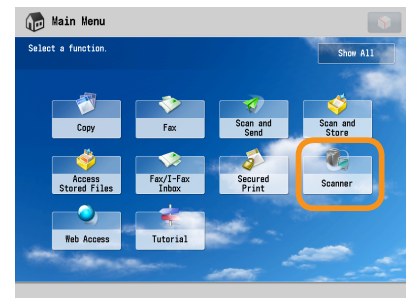 Main Menu
Select a function.
Show All
Copy
Fax
Scan and
Send
Scan and
Store
Access
Stored Files
Fax/I-Fax
Inbox
Secured
Print
Scanner
Web Access
Tutorial